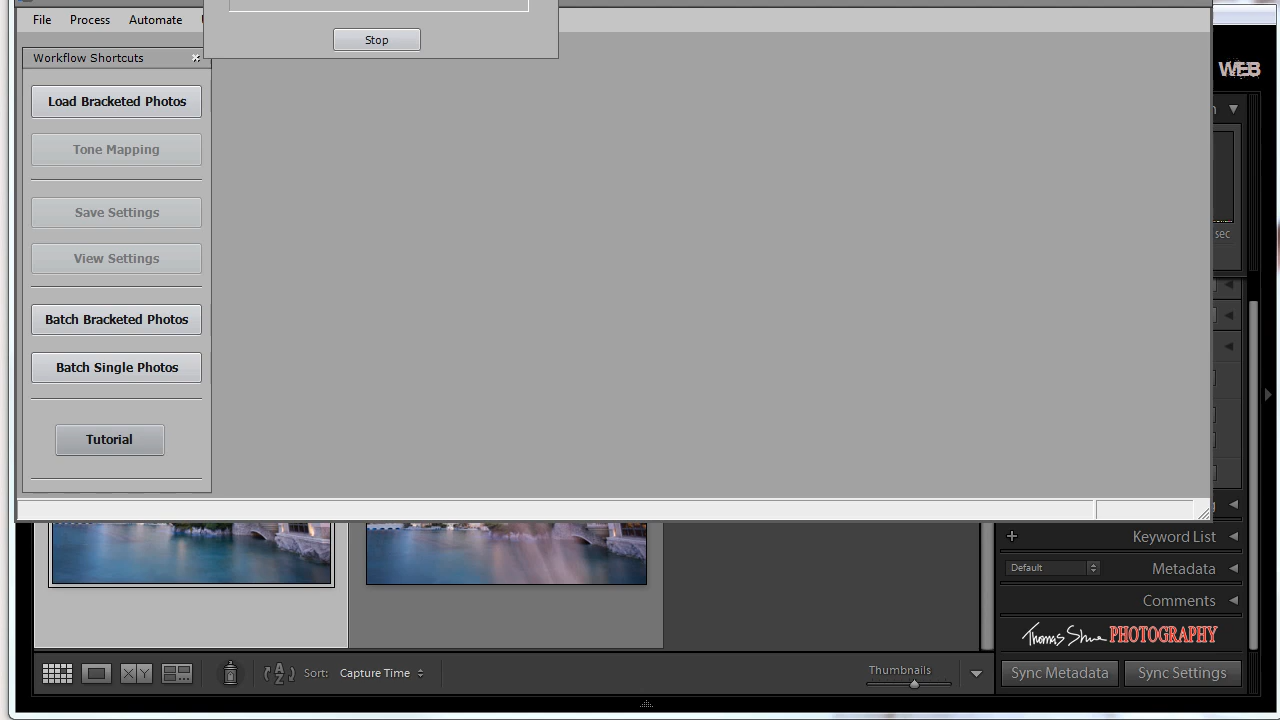 File Process Automate
Stop
Workflow Shortcuts
Load Bracketed Photos
Tone Mapping
Save Settings
View Settings
Batch Bracketed Photos
Batch Single Photos
Tutorial
WEB
sec
Keyword List
Default
Metadata
Comments
Thomas Shue PHOTOGRAPHY
Sort: Capture Time
Thumbnails
Sync Metadata
Sync Settings